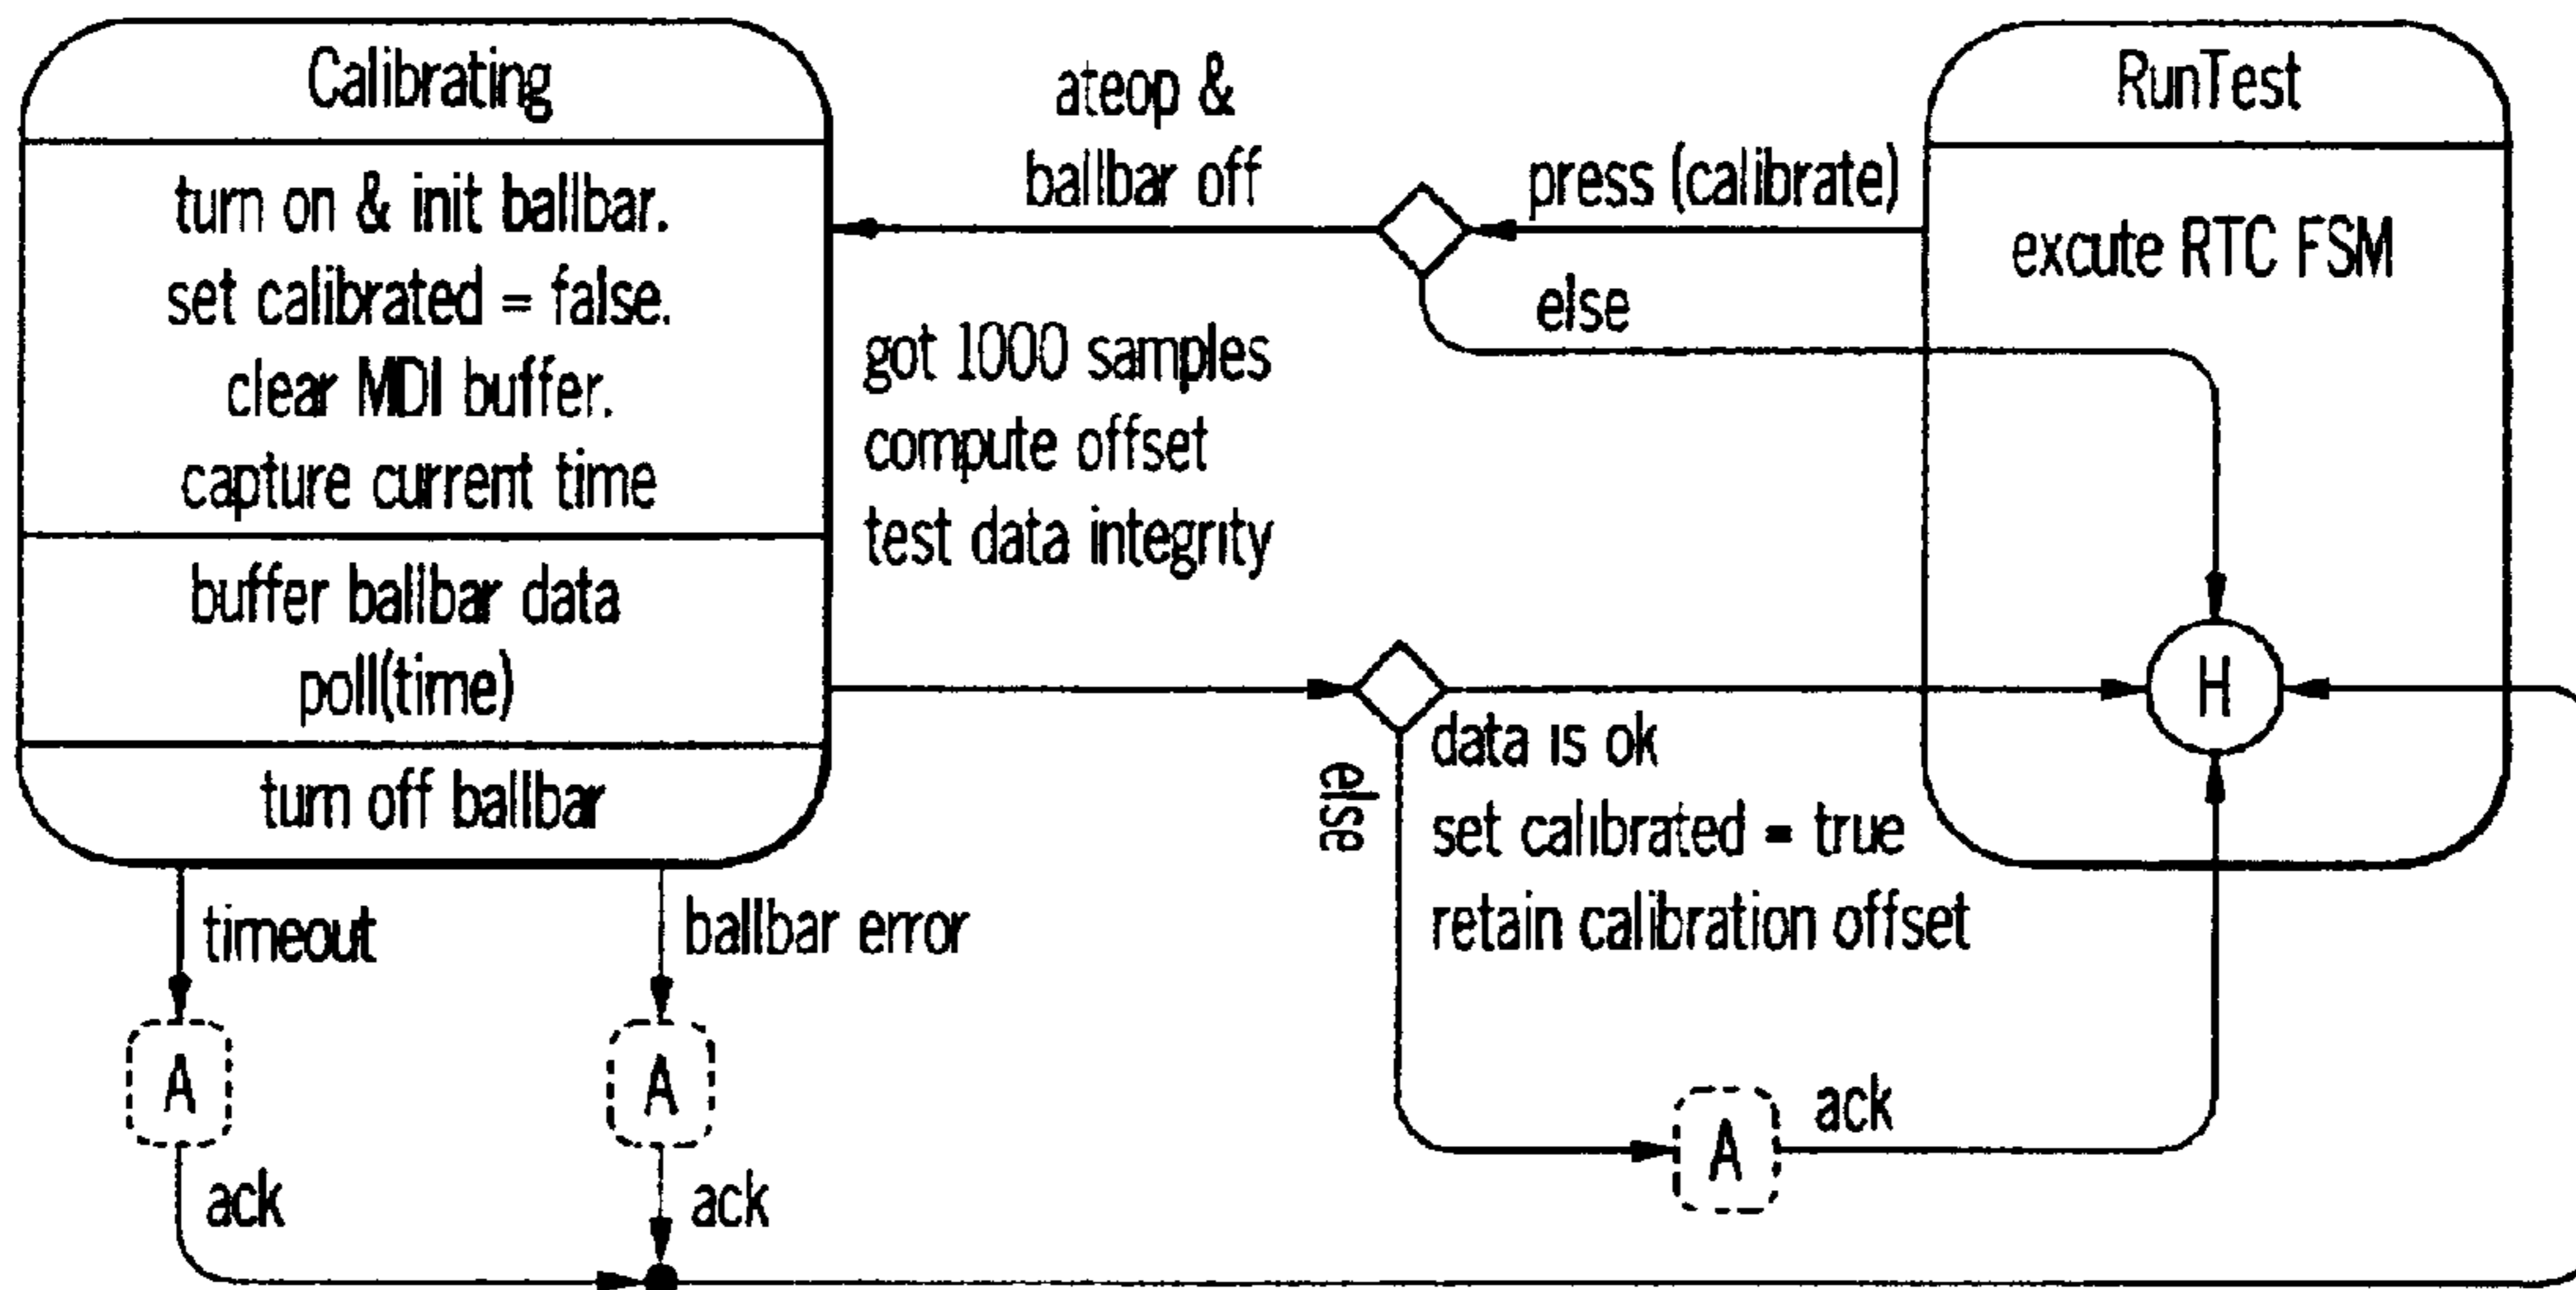 Calibrating
turn on & init ballbar.
set calibrated = false.
clear MDI buffer.
capture current time
buffer ballbar data
poll(time)
turn off ballbar
ateop &
ballbar off
press (calibrate)
else
RunTest
excute RTC FSM
got 1000 samples
compute offset
test data integrity
H
data is ok
set calibrated = true
retain calibration offset
else
timeout
ballbar error
A
A
A
ack
ack
ack